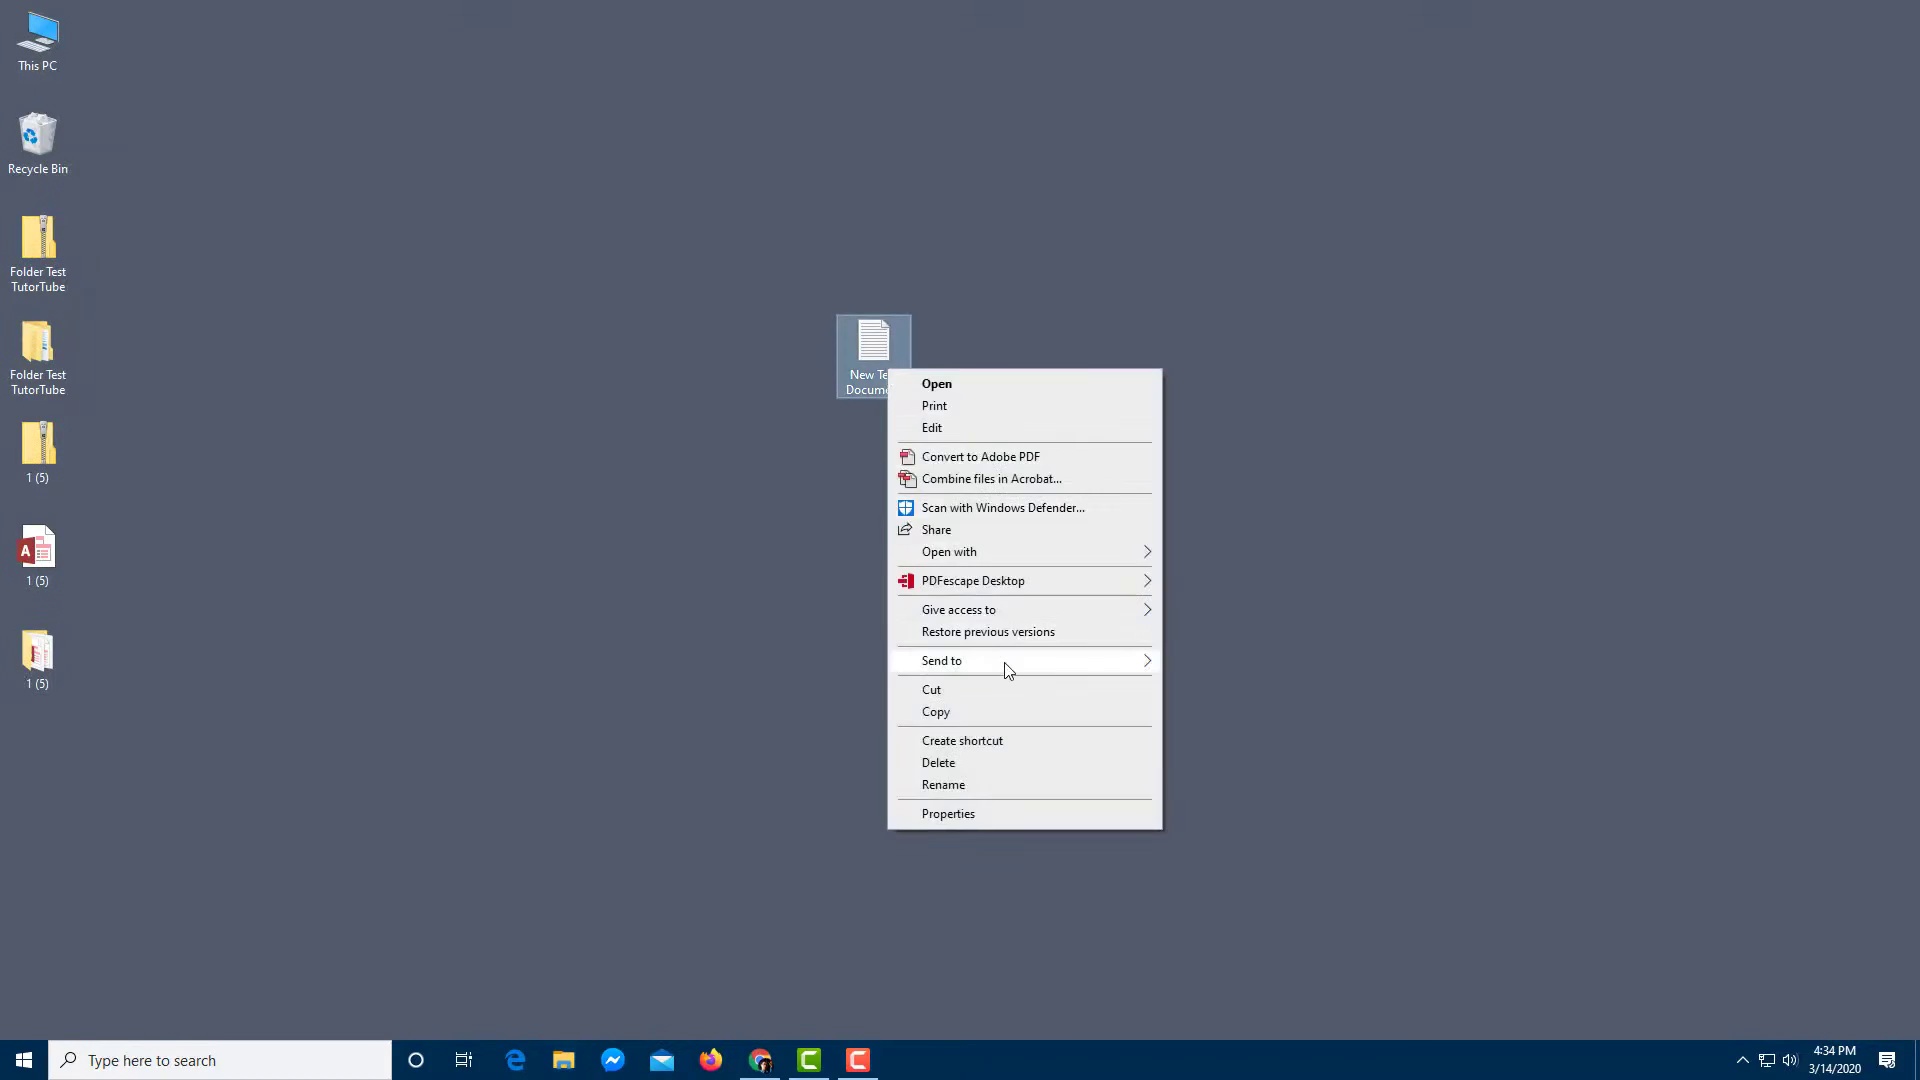 This PC
Recycle Bin
Folder Test
TutorTube
Folder Test
TutorTube
1 (5)
1 (5)
1 (5)
New Te
Docum
Open
Print
Edit
Convert to Adobe PDF
Combine files in Acrobat...
Scan with Windows Defender...
Share
Open with
PDFescape Desktop
Give access to
Restore previous versions
Send to
Cut
Copy
Create shortcut
Delete
Rename
Properties
Type here to search
4:34 PM
3/14/2020